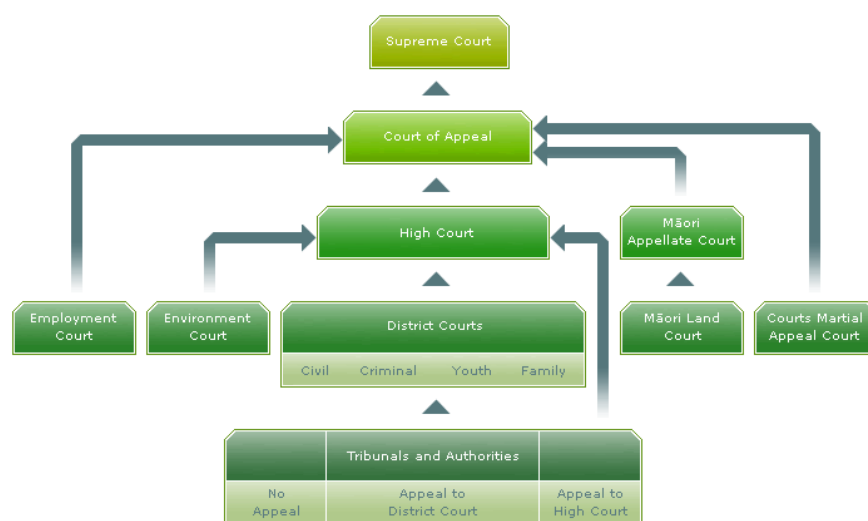 Supreme Court
Court of Appeal
High Court
Māori
Appellate Court
Employment
Court
Environment
Court
District Courts
Civil
Criminal
Youth
Family
Māori Land
Court
Courts Martial
Appeal Court
Tribunals and Authorities
No
Appeal
Appeal to
District Court
Appeal to
High Court